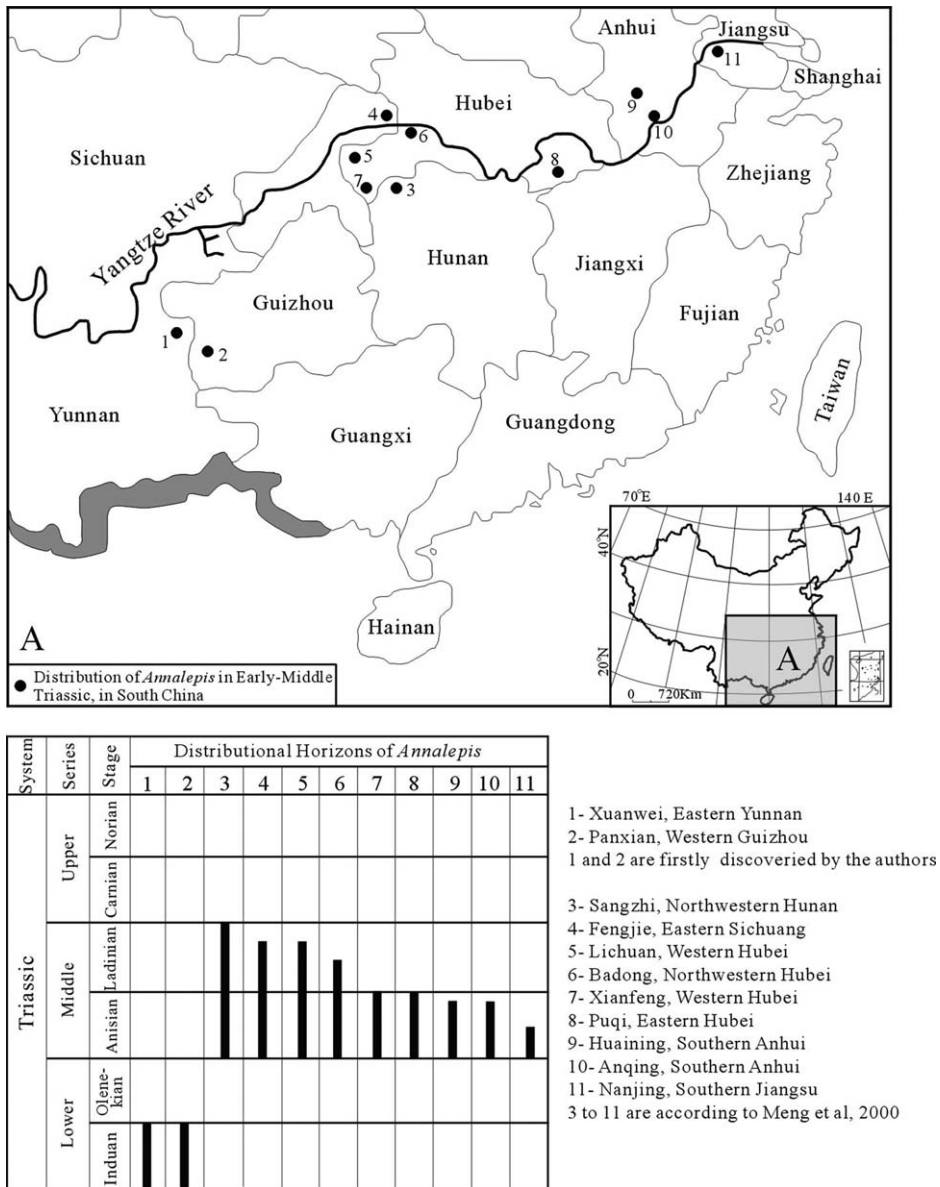 Anhui
Jiangsu
11
Shanghai
9
Hubei
4
10
6
Sichuan
5
8
Zhejiang
7
3
Yangtze River
Hunan
Jiangxi
Guizhou
Fujian
1
2
Taiwan
Yunnan
Guangxi
Guangdong
Hainan
A
Distribution of Annalepis in Early-Middle
Triassic, in South China
70°E
140 E
40°N
20°N
A
0 720Km
System
Series
Stage
Distributional Horizons of Annalepis
1 2 3 4 5 6 7 8 9 10 11
Triassic
Upper
Norian
Carnian
Middle
Ladinian
Anisian
Lower
Olene-
kian
Induan
1- Xuanwei, Eastern Yunnan
2- Panxian, Western Guizhou
1 and 2 are firstly discoveried by the authors
3- Sangzhi, Northwestern Hunan
4- Fengjie, Eastern Sichuang
5- Lichuan, Western Hubei
6- Badong, Northwestern Hubei
7- Xianfeng, Western Hubei
8- Puqi, Eastern Hubei
9- Huaining, Southern Anhui
10- Anqing, Southern Anhui
11- Nanjing, Southern Jiangsu
3 to 11 are according to Meng et al, 2000